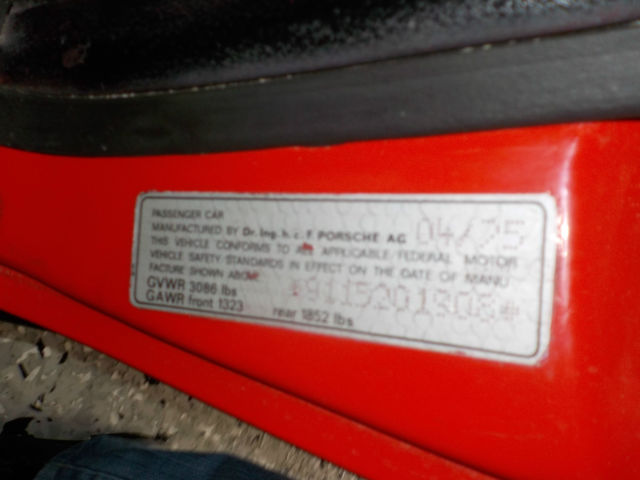 PASSENGER CAR
MANUFACTURED BY Dr. Ing. h. c. F. PORSCHE AG 04/75
THIS VEHICLE CONFORMS TO ALL APPLICABLE FEDERAL MOTOR
VEHICLE SAFETY STANDARDS IN EFFECT ON THE DATE OF MANU
FACTURE SHOWN ABOVE
GVWR 3086 lbs *9115201308*
GAWR front 1323 rear 1852 lbs